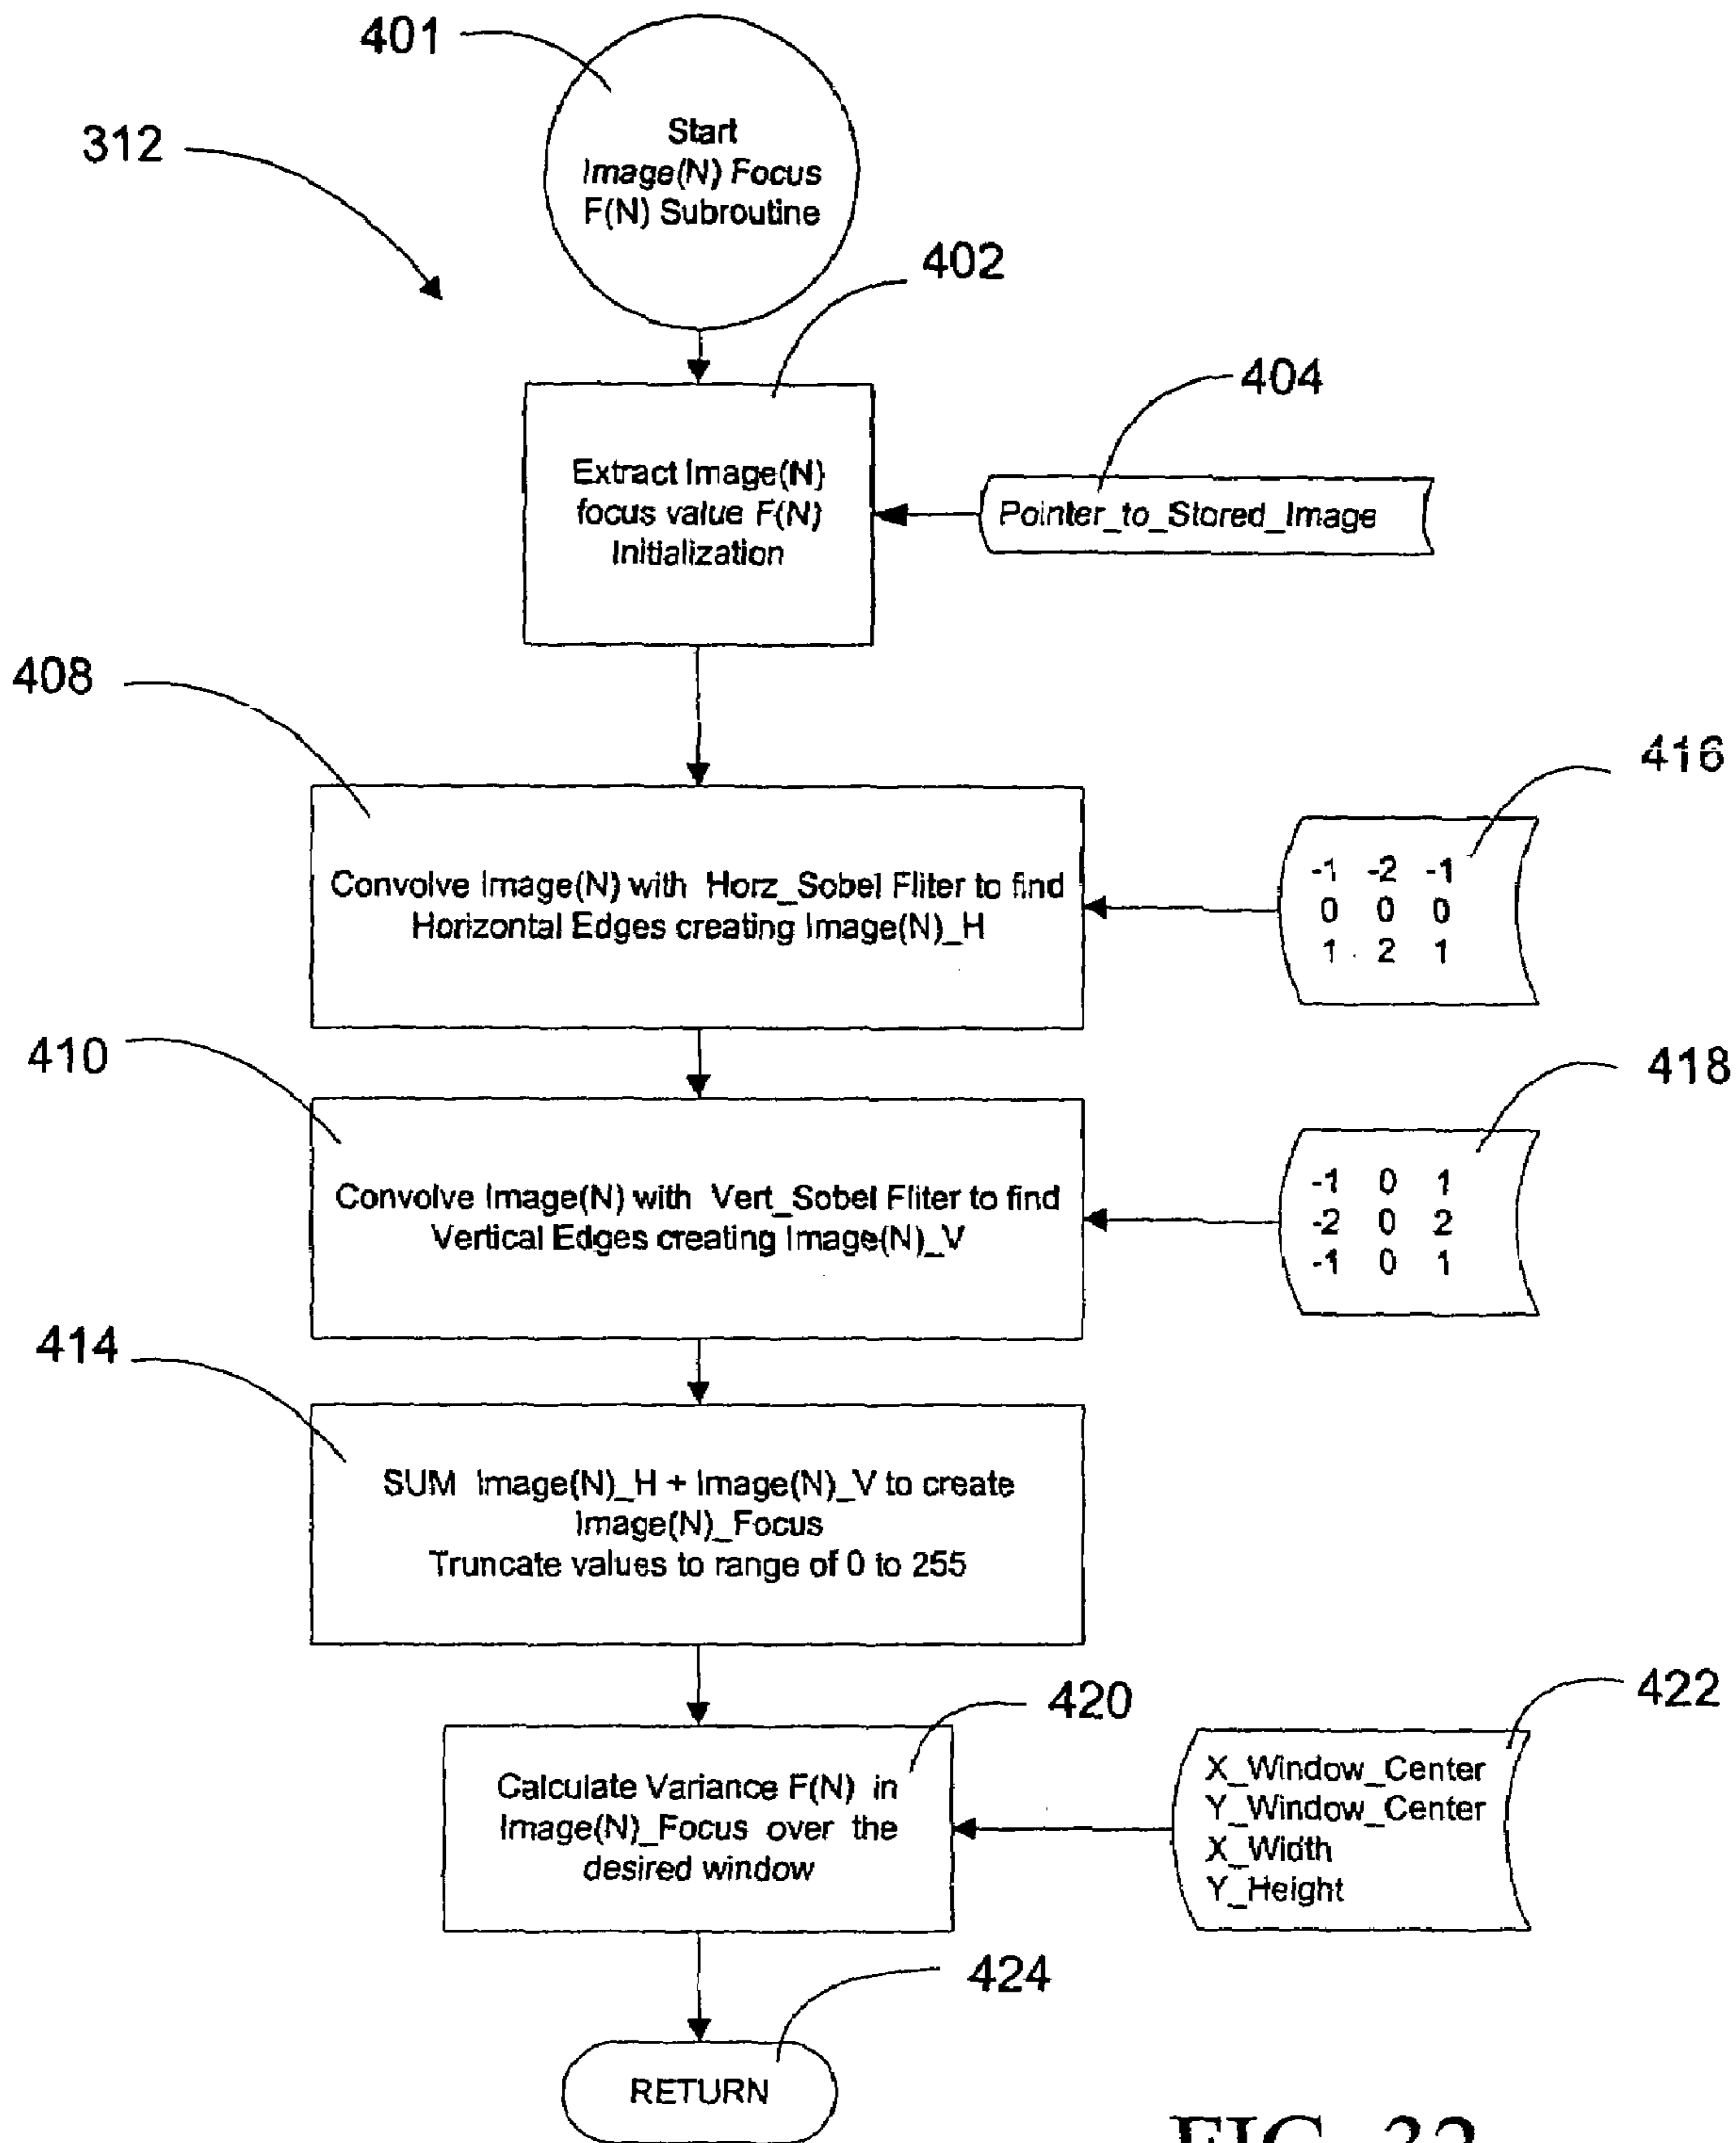 401
Start
Image(N) Focus
F(N) Subroutine
312
402
Extract Image(N)
focus value F(N)
Initialization
404
Pointer_to_Stored_Image
408
Convolve Image(N) with Horz_Sobel Fliter to find
Horizontal Edges creating Image(N)_H
416
-1 -2 -1
0 0 0
1 2 1
410
Convolve Image(N) with Vert_Sobel Fliter to find
Vertical Edges creating Image(N)_V
418
-1 0 1
-2 0 2
-1 0 1
414
SUM Image(N)_H + Image(N)_V to create
Image(N)_Focus
Truncate values to range of 0 to 255
420
Calculate Variance F(N) in
Image(N)_Focus over the
desired window
422
X_Window_Center
Y_Window_Center
X_Width
Y_Height
424
RETURN
FIG. 32